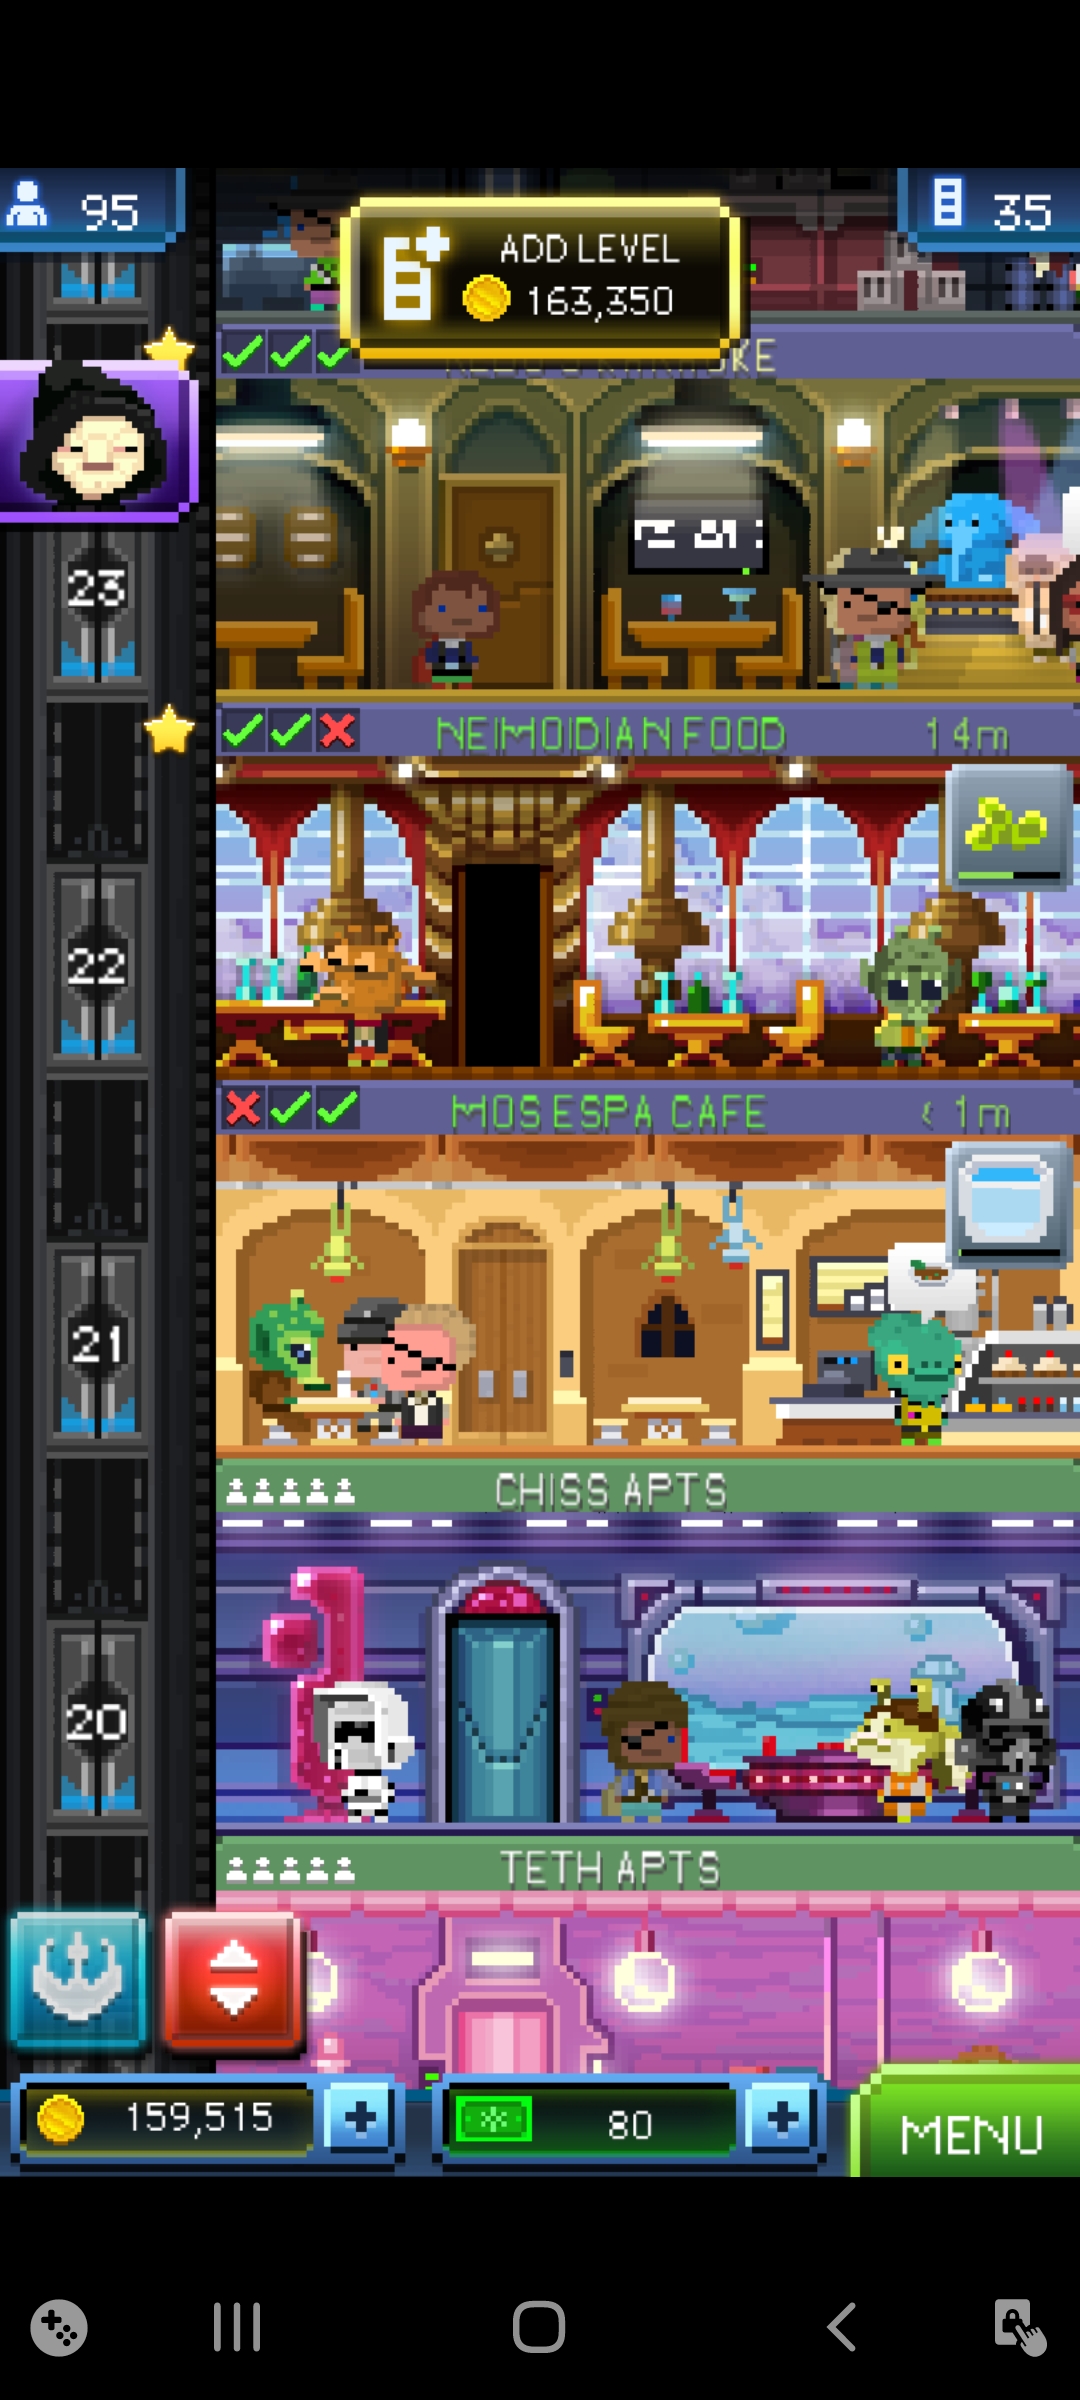 95
ADD LEVEL
163,350
35
KE
23
NEIMOIDIAN FOOD
14m
22
MOS ESPA CAFE
< 1m
21
CHISS APTS
20
TETH APTS
159,515
80
MENU